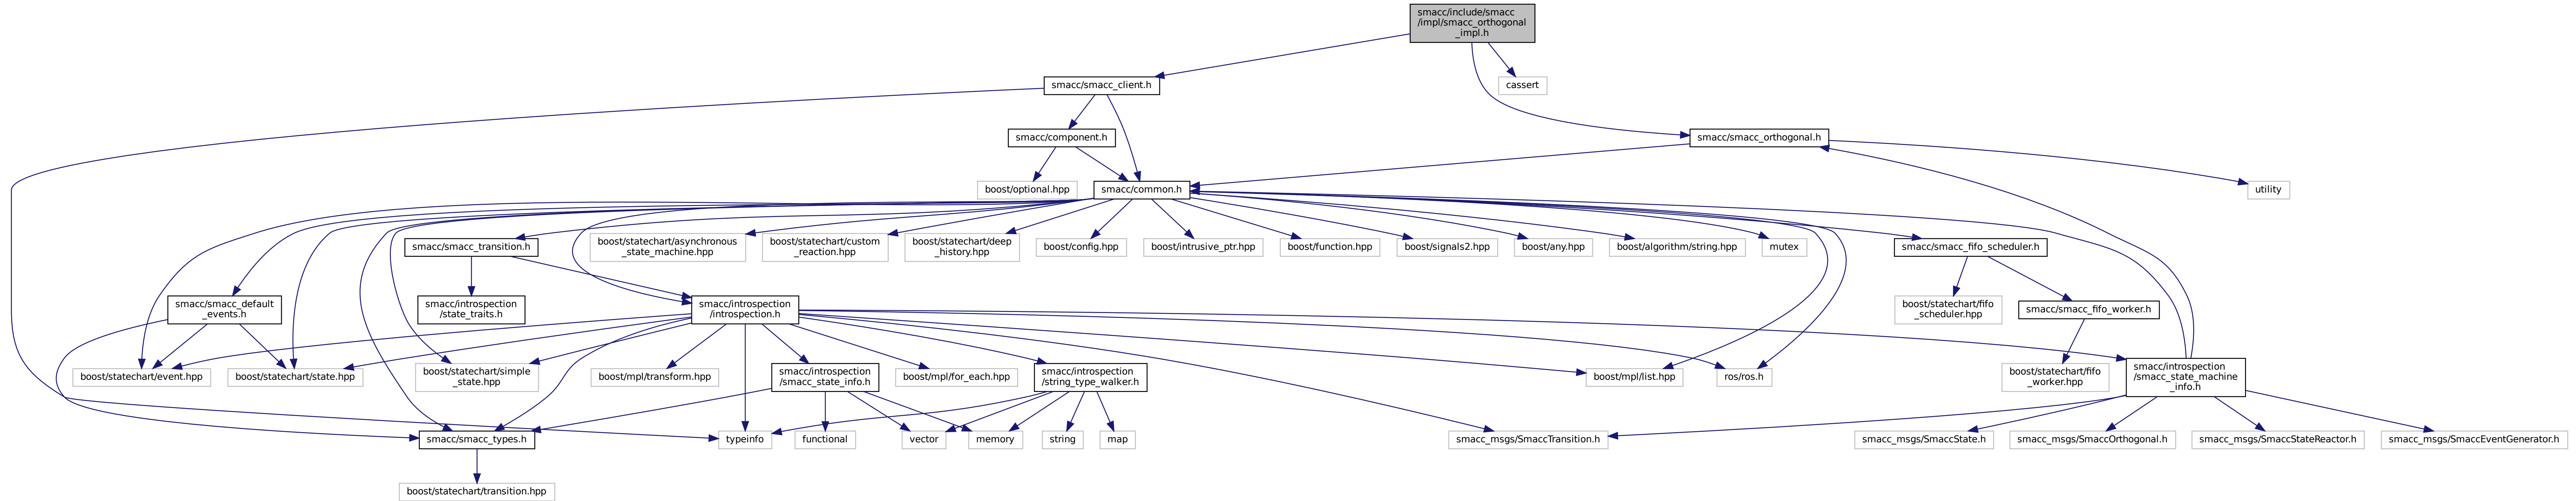 smacc/include/smacc
/impl/smacc_orthogonal
_impl.h
smacc/smacc_client.h
cassert
smacc/component.h
smacc/smacc_orthogonal.h
boost/optional.hpp
smacc/common.h
utility
smacc/smacc_transition.h
boost/statechart/asynchronous
_state_machine.hpp
boost/statechart/custom
_reaction.hpp
boost/statechart/deep
_history.hpp
boost/config.hpp
boost/intrusive_ptr.hpp
boost/function.hpp
boost/signals2.hpp
boost/any.hpp
boost/algorithm/string.hpp
mutex
smacc/smacc_fifo_scheduler.h
smacc/smacc_default
_events.h
smacc/introspection
/state_traits.h
smacc/introspection
/introspection.h
boost/statechart/fifo
_scheduler.hpp
smacc/smacc_fifo_worker.h
boost/statechart/event.hpp
boost/statechart/state.hpp
boost/statechart/simple
_state.hpp
boost/mpl/transform.hpp
smacc/introspection
/smacc_state_info.h
boost/mpl/for_each.hpp
smacc/introspection
/string_type_walker.h
boost/mpl/list.hpp
ros/ros.h
boost/statechart/fifo
_worker.hpp
smacc/introspection
/smacc_state_machine
_info.h
smacc/smacc_types.h
typeinfo
functional
vector
memory
string
map
smacc_msgs/SmaccTransition.h
smacc_msgs/SmaccState.h
smacc_msgs/SmaccOrthogonal.h
smacc_msgs/SmaccStateReactor.h
smacc_msgs/SmaccEventGenerator.h
boost/statechart/transition.hpp